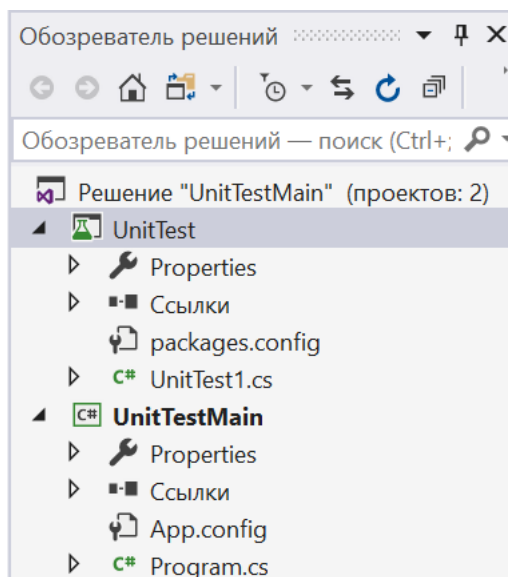 Обозреватель решений
Обозреватель решений — поиск (Ctrl+;
Решение "UnitTestMain" (проектов: 2)
UnitTest
Properties
Ссылки
packages.config
C# UnitTest1.cs
C# UnitTestMain
Properties
Ссылки
App.config
C# Program.cs